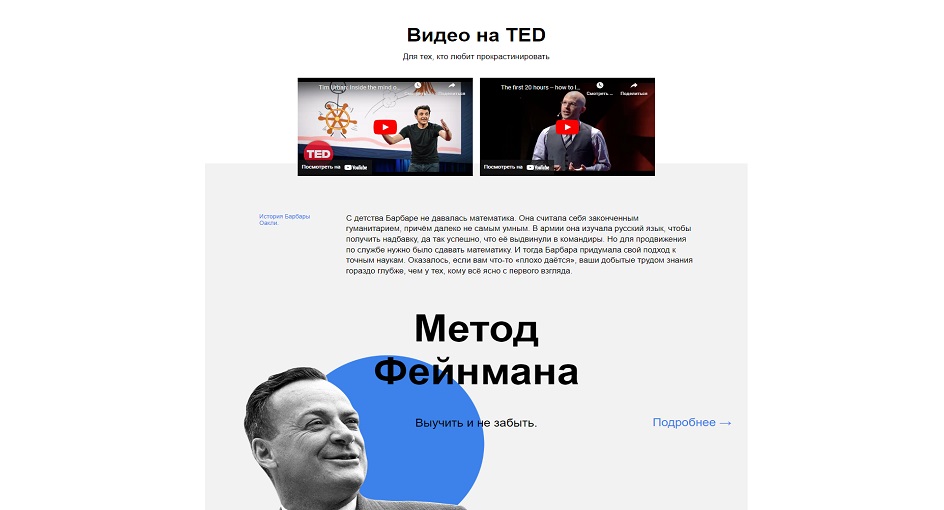 Видео на TED
Для тех, кто любит прокрастинировать
Tim Urban: Inside the mind o...
Поделиться
TED
Посмотреть на YouTube
The first 20 hours -- how to l...
Смотреть ...
Поделиться
Посмотреть на YouTube
История Барбары
Оакли.
С детства Барбаре не давалась математика. Она считала себя законченным
гуманитарием, причём далеко не самым умным. В армии она изучала русский язык, чтобы
получить надбавку, да так успешно, что её выдвинули в командиры. Но для продвижения
по службе нужно было сдавать математику. И тогда Барбара придумала свой подход к
точным наукам. Оказалось, если вам что-то «плохо даётся», ваши добытые трудом знания
гораздо глубже, чем у тех, кому всё ясно с первого взгляда.
Метод
Фейнмана
Выучить и не забыть.
Подробнее →